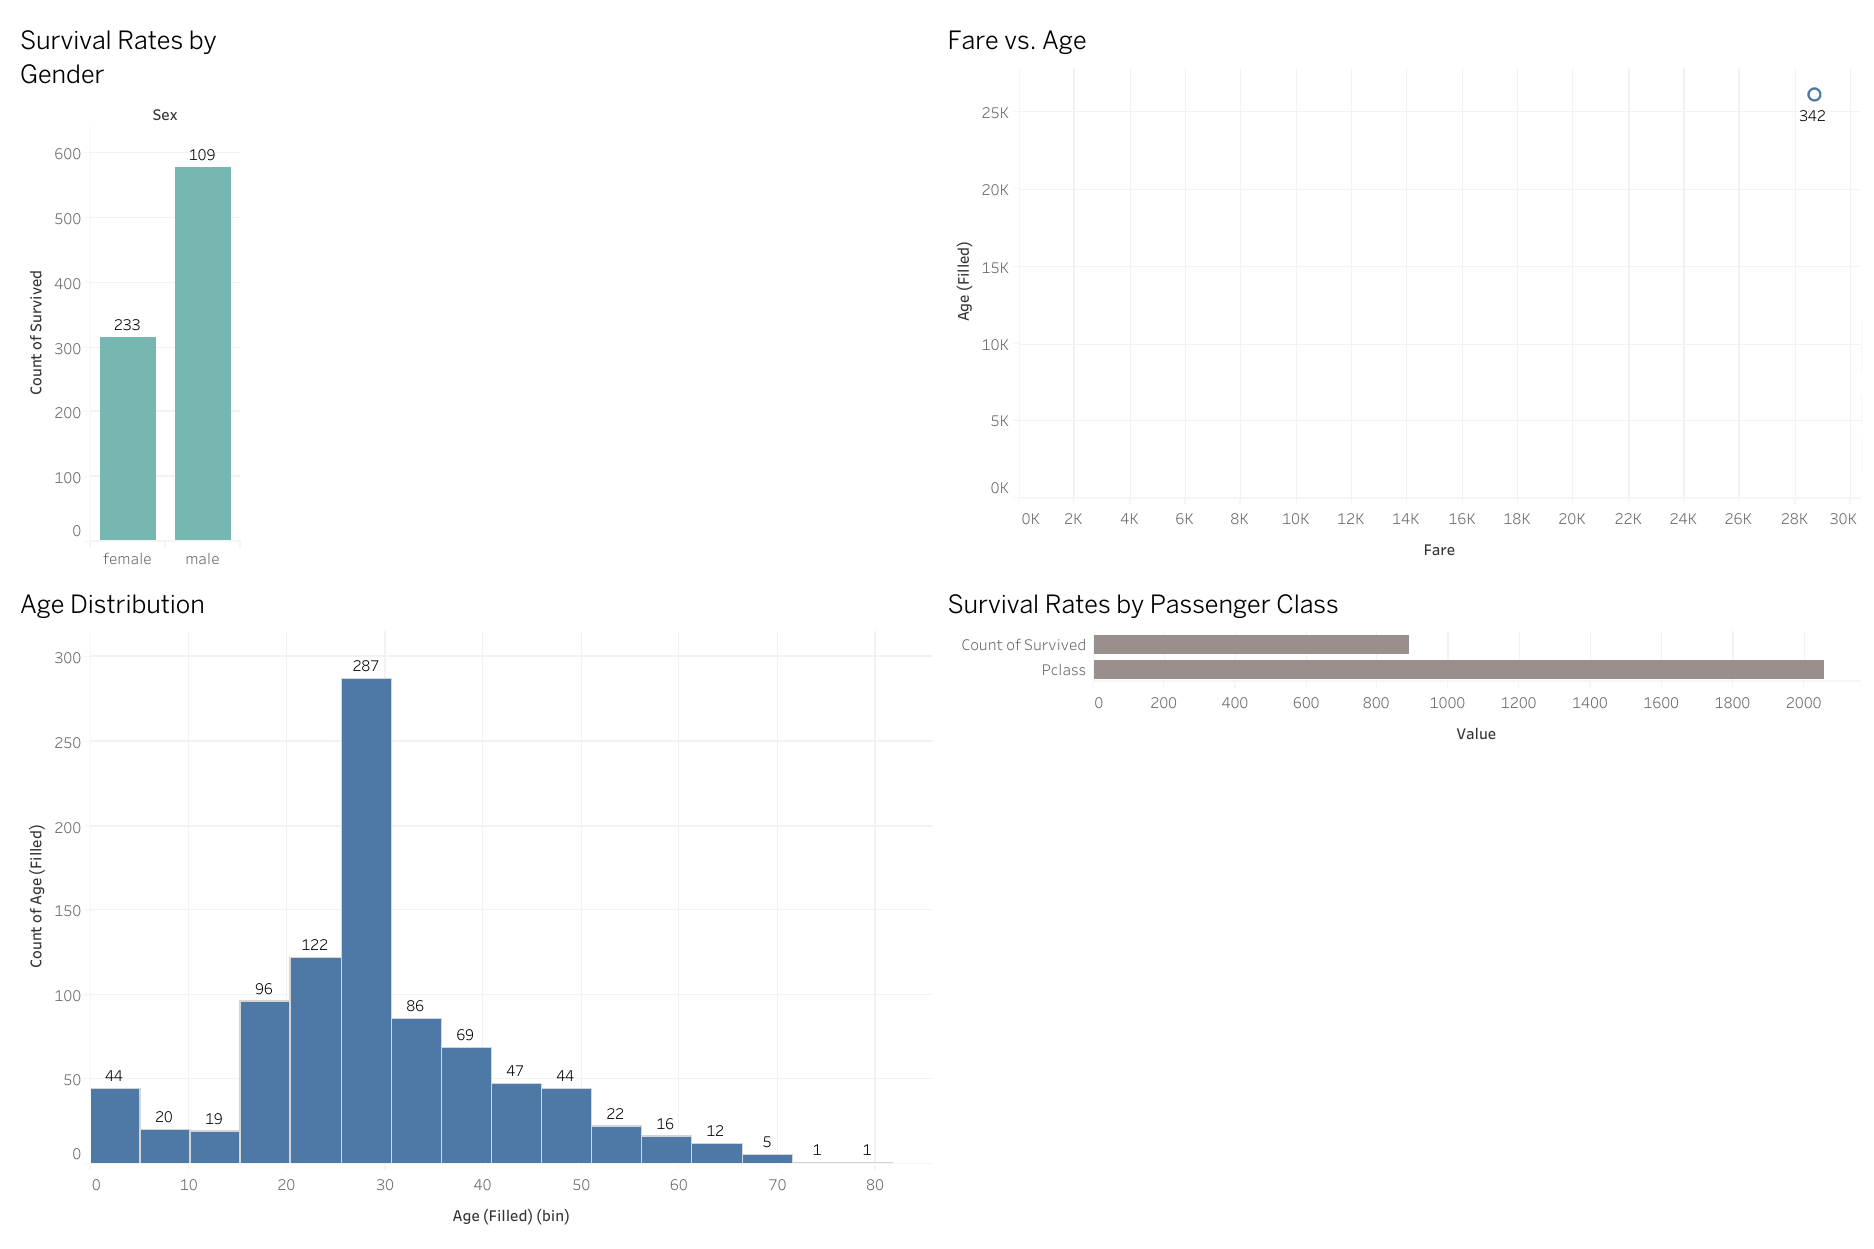 Survival Rates by
Gender
Sex
600
500
400
300
200
100
0
Count of Survived
233
109
female
male
Fare vs. Age
25K
20K
15K
10K
5K
0K
Age (Filled)
342
0K 2K 4K 6K 8K 10K 12K 14K 16K 18K 20K 22K 24K 26K 28K 30K
Fare
Age Distribution
300
250
200
150
100
50
0
Count of Age (Filled)
44 20 19 96 122 287 86 69 47 44 22 16 12 5 1 1
0 10 20 30 40 50 60 70 80
Age (Filled) (bin)
Survival Rates by Passenger Class
Count of Survived
Pclass
0 200 400 600 800 1000 1200 1400 1600 1800 2000
Value